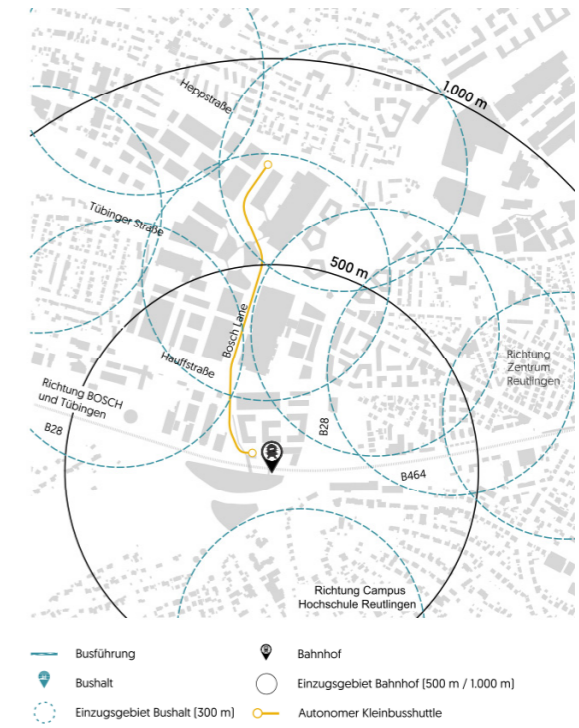 1.000 m
Heppstraße
Tübinger Straße
500 m
Bosch Lane
Hauffstraße
Richtung
Zentrum
Reutlingen
Richtung BOSCH
und Tübingen
B28
B28
B464
Richtung Campus
Hochschule Reutlingen
Busführung
Bahnhof
Bushalt
Einzugsgebiet Bahnhof (500 m / 1.000 m)
Einzugsgebiet Bushalt (300 m)
Autonomer Kleinbusshuttle